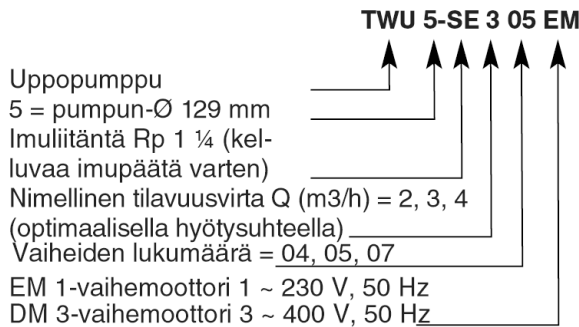 TWU 5-SE 3 05 EM
Uppopumppu
5 = pumpun-Ø 129 mm
Imuliitäntä Rp 1 ¼ (kel-
luvaa imupäätä varten)
Nimellinen tilavuusvirta Q (m3/h) = 2, 3, 4
(optimaalisella hyötysuhteella)
Vaiheiden lukumäärä = 04, 05, 07
EM 1-vaihemoottori 1 ~ 230 V, 50 Hz
DM 3-vaihemoottori 3 ~ 400 V, 50 Hz